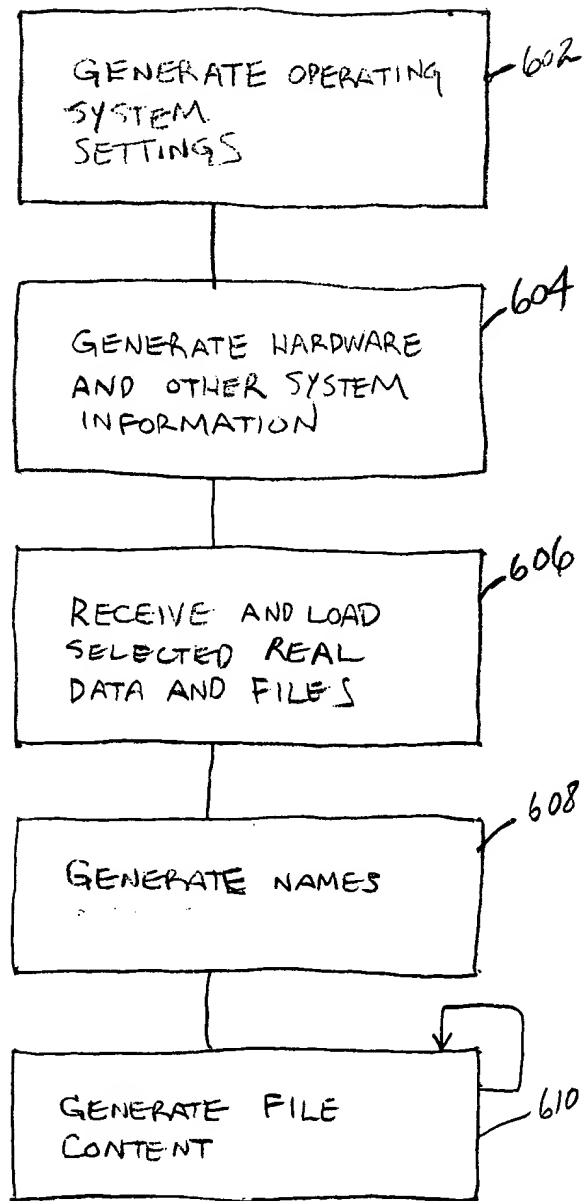 GENERATE OPERATING
SYSTEM
SETTINGS
602
GENERATE HARDWARE
AND OTHER SYSTEM
INFORMATION
604
RECEIVE AND LOAD
SELECTED REAL
DATA AND FILES
606
GENERATE NAMES
608
GENERATE FILE
CONTENT
610